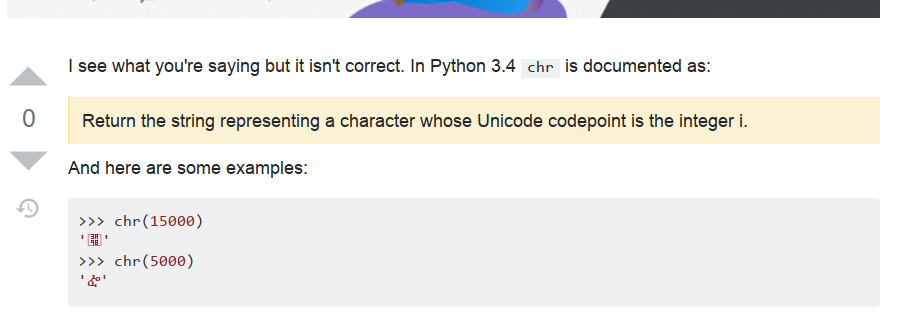 I see what you're saying but it isn't correct. In Python 3.4 chr is documented as:
0
Return the string representing a character whose Unicode codepoint is the integer i.
And here are some examples:
>>> chr(15000)
'㪘'
>>> chr(5000)
'ᎈ'